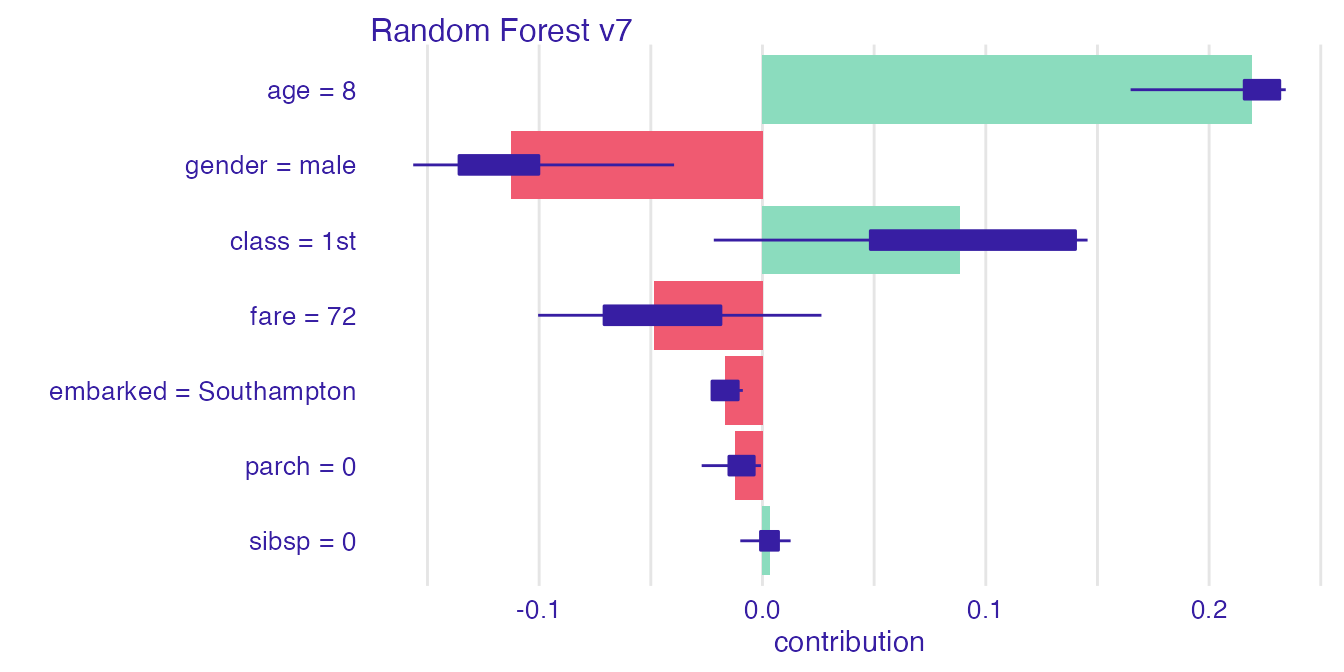 Random Forest v7
age = 8
gender = male
class = 1st
fare = 72
embarked = Southampton
parch = 0
sibsp = 0
-0.1 0.0 0.1 0.2
contribution